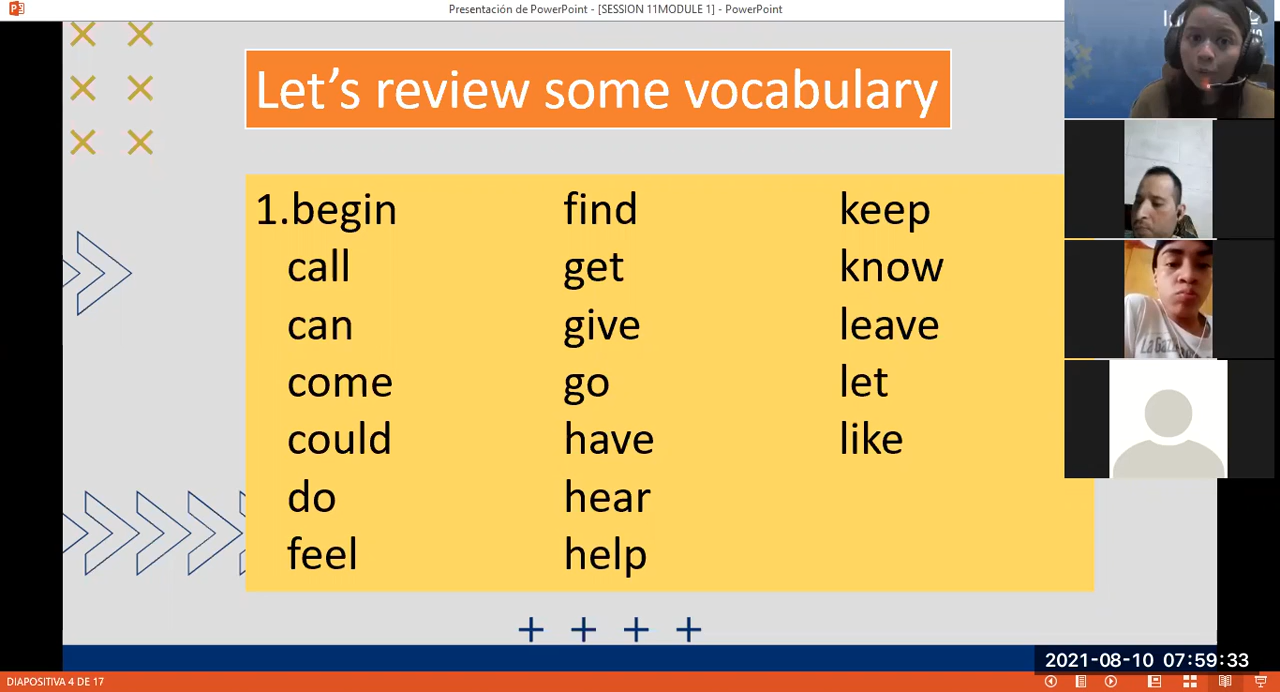 Presentación de PowerPoint - [SESSION 11MODULE 1] - PowerPoint
Let's review some vocabulary
1.begin find keep
call get know
can give leave
come go let
could have like
do hear
feel help
2021-08-10 07:59:33
DIAPOSITIVA 4 DE 17